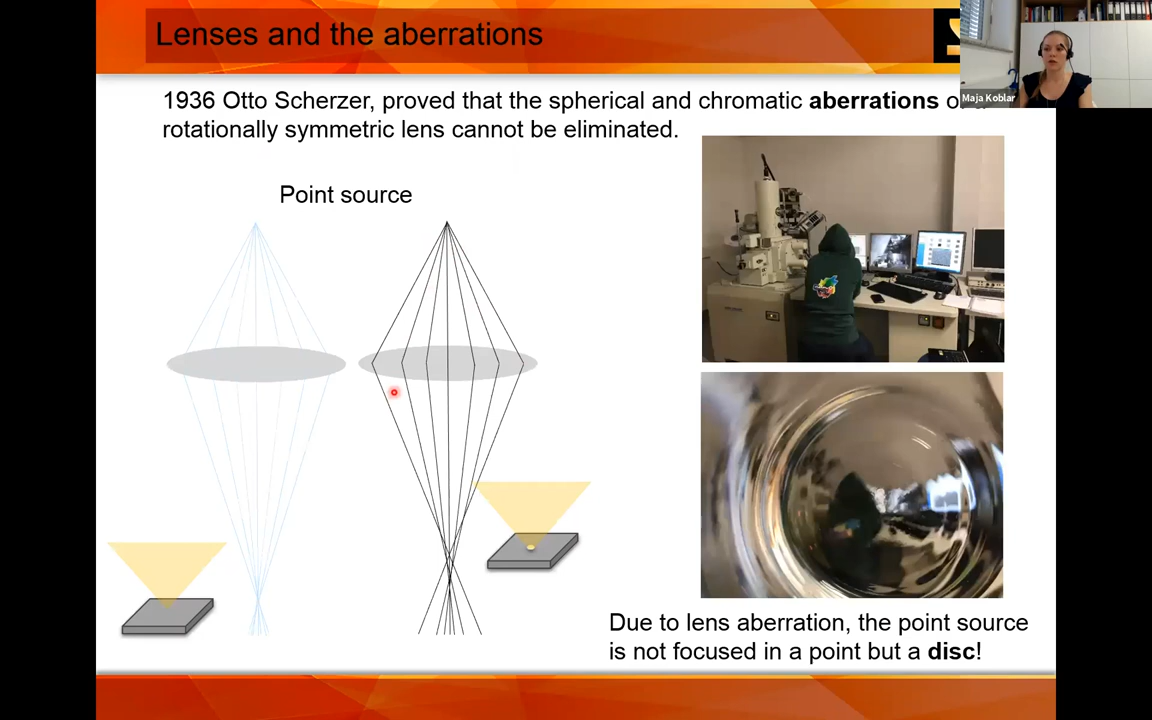 Lenses and the aberrations
Maja Koblar
1936 Otto Scherzer, proved that the spherical and chromatic aberrations
rotationally symmetric lens cannot be eliminated.
Point source
Due to lens aberration, the point source
is not focused in a point but a disc!